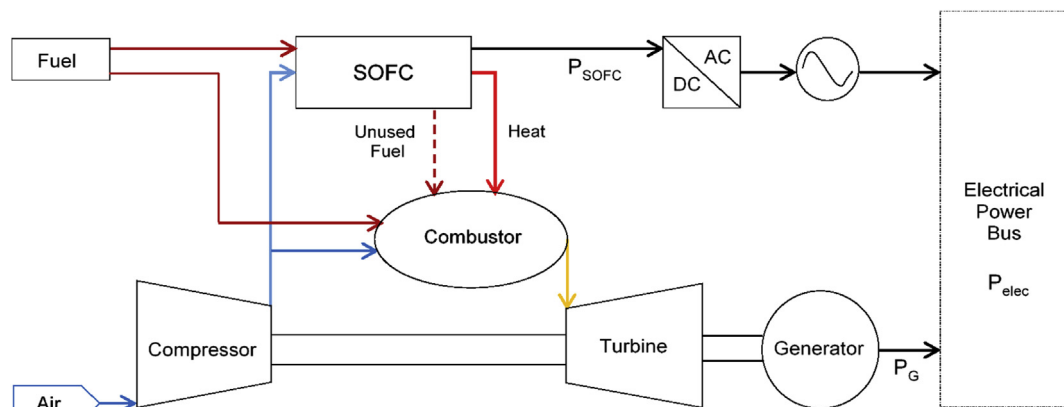 Fuel
SOFC
P_SOFC
AC
DC
Unused
Fuel
Heat
Combustor
Electrical
Power
Bus
P_elec
Compressor
Turbine
Generator
P_G
Air